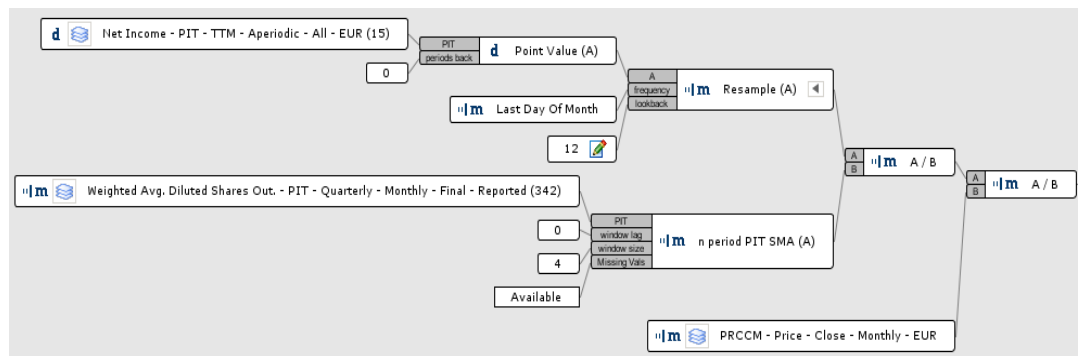 d Net Income - PIT - TTM - Aperiodic - All - EUR (15)
PIT
periods back
d Point Value (A)
0
A
frequency
lookback
m Resample (A)
m Last Day Of Month
12
m Weighted Avg. Diluted Shares Out. - PIT - Quarterly - Monthly - Final - Reported (342)
A
B
m A / B
A
B
m A / B
PIT
window lag
window size
Missing Vals
m n period PIT SMA (A)
0
4
Available
m PRCCM - Price - Close - Monthly - EUR